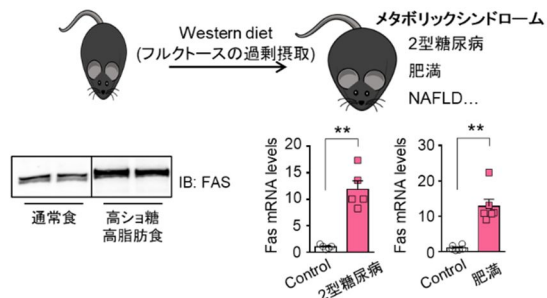 Western diet
(フルクトースの過剰摂取)
メタボリックシンドローム
2型糖尿病
肥満
NAFLD...
IB: FAS
通常食
高ショ糖
高脂肪食
Fas mRNA levels
20
15
10
5
0
**
Control
2型糖尿病
Fas mRNA levels
30
20
10
0
**
Control
肥満